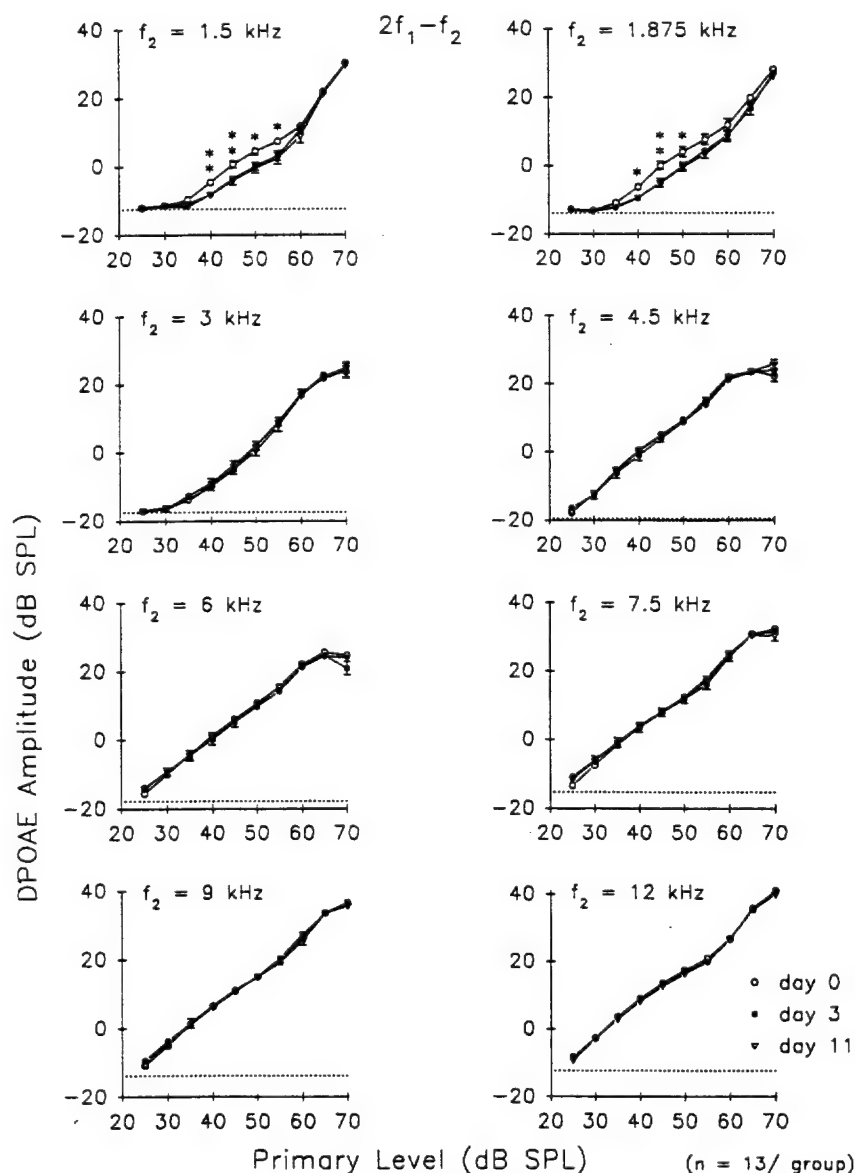 2f₁−f₂
f₂ = 1.5 kHz
40
20
0
−20
20 30 40 50 60 70
* * * *
* *
f₂ = 1.875 kHz
40
20
0
−20
20 30 40 50 60 70
* * *
*
f₂ = 3 kHz
40
20
0
−20
20 30 40 50 60 70
f₂ = 4.5 kHz
40
20
0
−20
20 30 40 50 60 70
f₂ = 6 kHz
40
20
0
−20
20 30 40 50 60 70
f₂ = 7.5 kHz
40
20
0
−20
20 30 40 50 60 70
f₂ = 9 kHz
40
20
0
−20
20 30 40 50 60 70
f₂ = 12 kHz
40
20
0
−20
20 30 40 50 60 70
day 0
day 3
day 11
DPOAE Amplitude (dB SPL)
Primary Level (dB SPL)
(n = 13/ group)